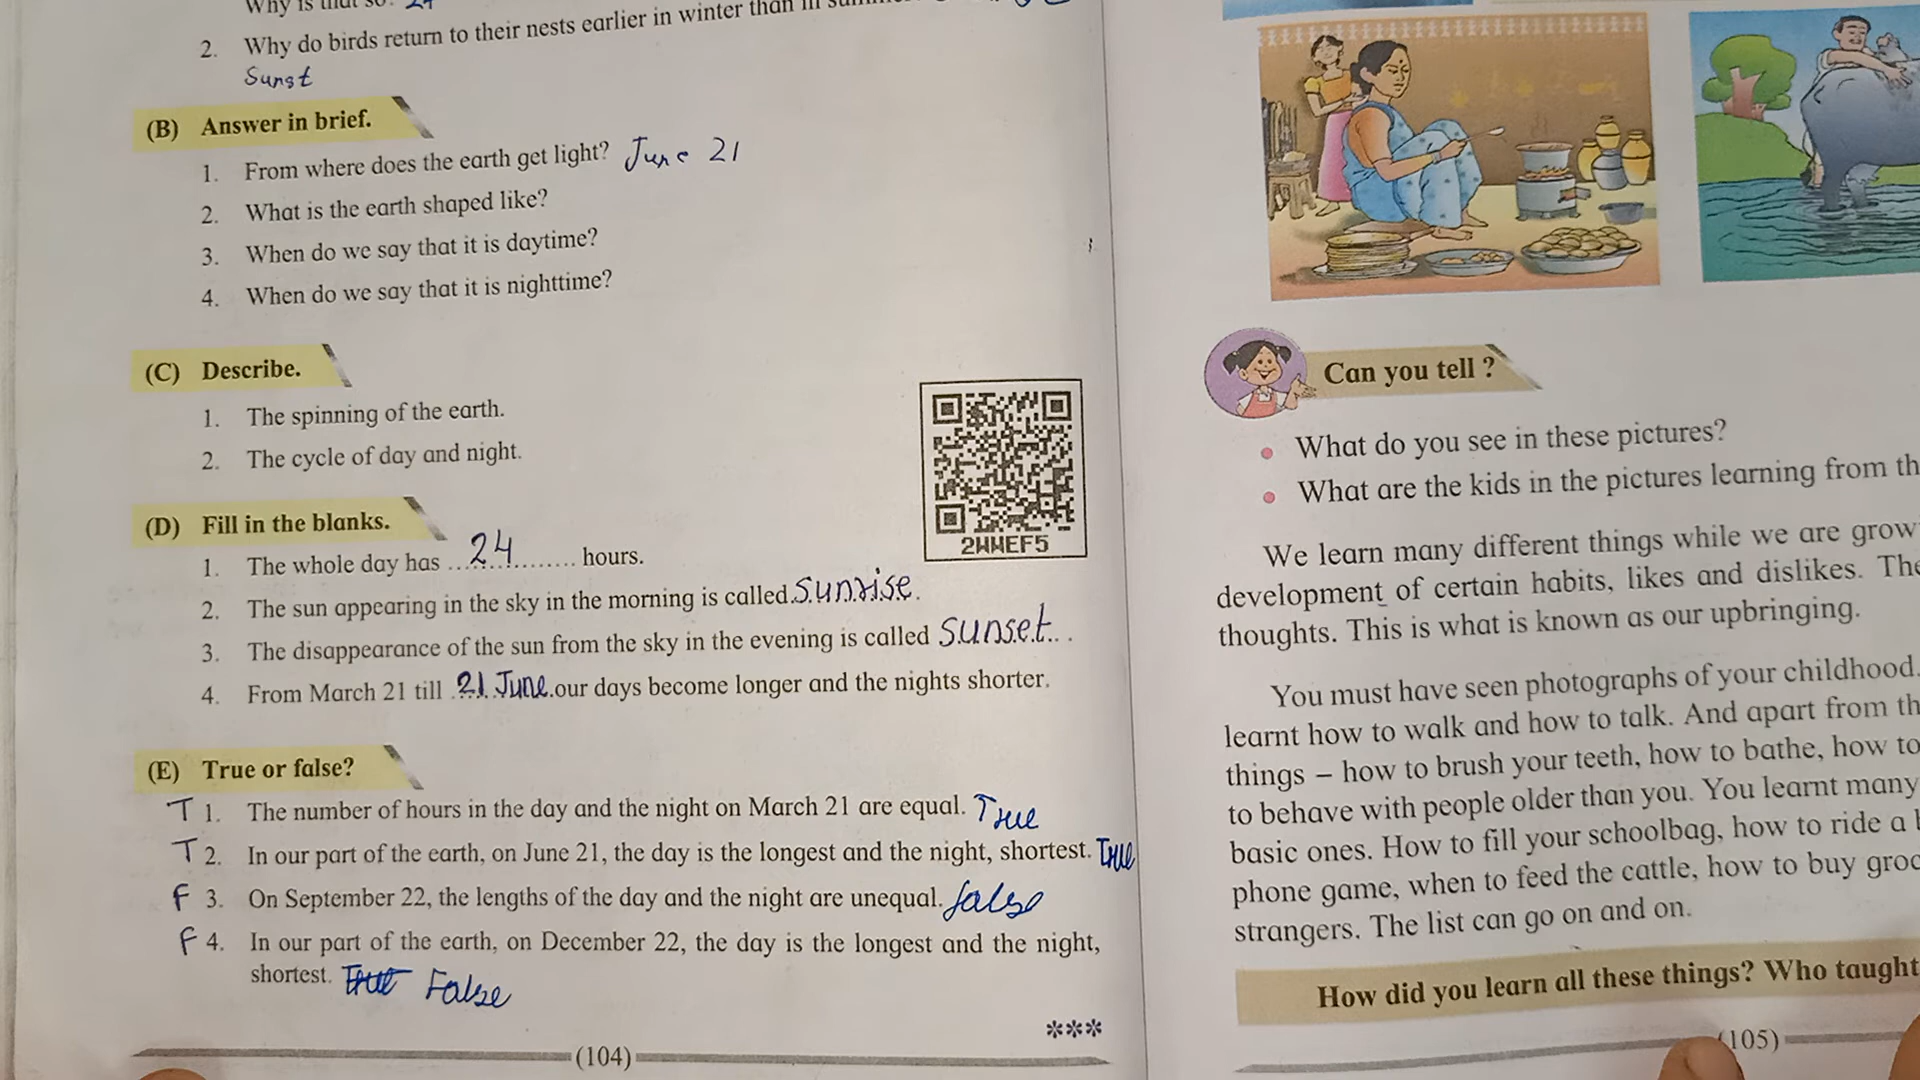 Why is that so? 24
2. Why do birds return to their nests earlier in winter than in
Sunst
(B) Answer in brief.
1. From where does the earth get light? June 21
2. What is the earth shaped like?
3. When do we say that it is daytime?
4. When do we say that it is nighttime?
(C) Describe.
1. The spinning of the earth.
2. The cycle of day and night.
2WWEF5
(D) Fill in the blanks.
1. The whole day has ..24.. hours.
2. The sun appearing in the sky in the morning is called sunrise.
3. The disappearance of the sun from the sky in the evening is called sunset..
4. From March 21 till 21 June our days become longer and the nights shorter.
(E) True or false?
T 1. The number of hours in the day and the night on March 21 are equal. True
T 2. In our part of the earth, on June 21, the day is the longest and the night, shortest. True
F 3. On September 22, the lengths of the day and the night are unequal. false
F 4. In our part of the earth, on December 22, the day is the longest and the night,
shortest. True False
***
(104)
Can you tell ?
• What do you see in these pictures?
• What are the kids in the pictures learning from
We learn many different things while we are
development of certain habits, likes and dislikes.
thoughts. This is what is known as our upbringing.
You must have seen photographs of your childhood.
learnt how to walk and how to talk. And apart from
things – how to brush your teeth, how to bathe, how to
to behave with people older than you. You learnt many
basic ones. How to fill your schoolbag, how to ride a
phone game, when to feed the cattle, how to buy
strangers. The list can go on and on.
How did you learn all these things? Who taught
(105)